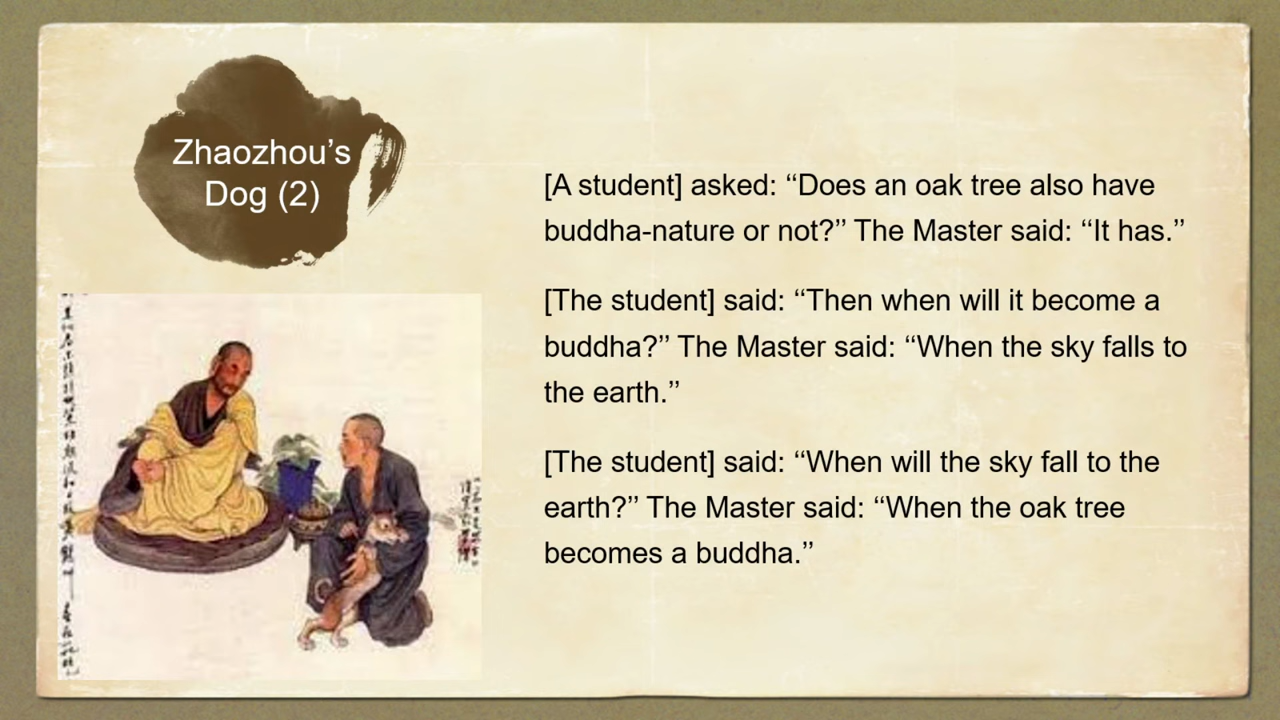 Zhaozhou’s
Dog (2)
[A student] asked: “Does an oak tree also have
buddha-nature or not?” The Master said: “It has.”
[The student] said: “Then when will it become a
buddha?” The Master said: “When the sky falls to
the earth.”
[The student] said: “When will the sky fall to the
earth?” The Master said: “When the oak tree
becomes a buddha.”